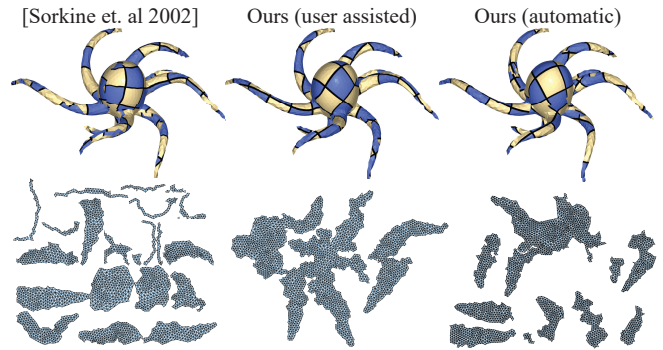 [Sorkine et. al 2002]
Ours (user assisted)
Ours (automatic)